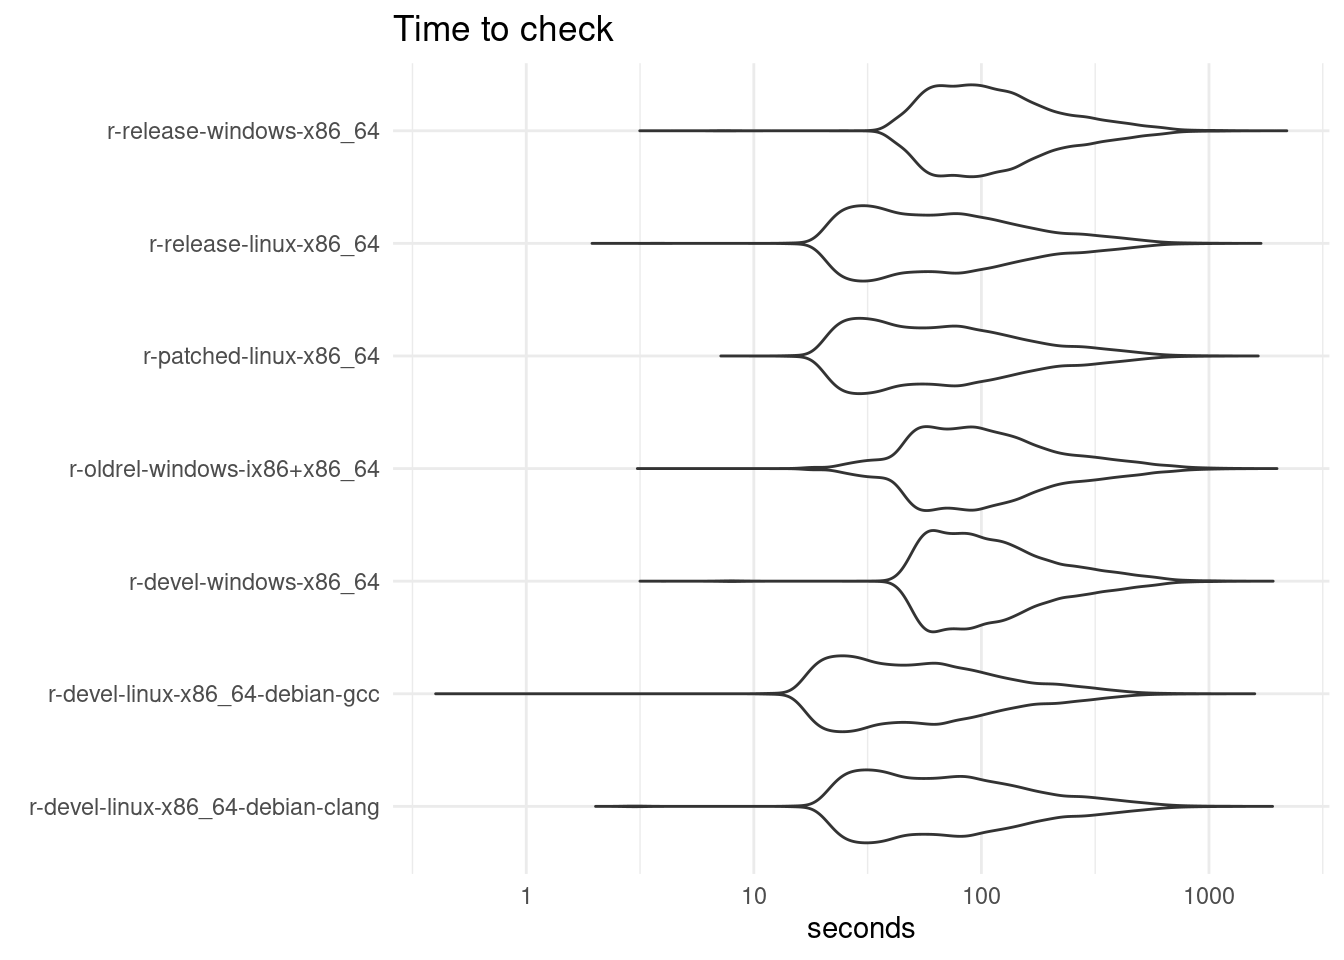 Time to check
r-release-windows-x86_64
r-release-linux-x86_64
r-patched-linux-x86_64
r-oldrel-windows-ix86+x86_64
r-devel-windows-x86_64
r-devel-linux-x86_64-debian-gcc
r-devel-linux-x86_64-debian-clang
1 10 100 1000
seconds